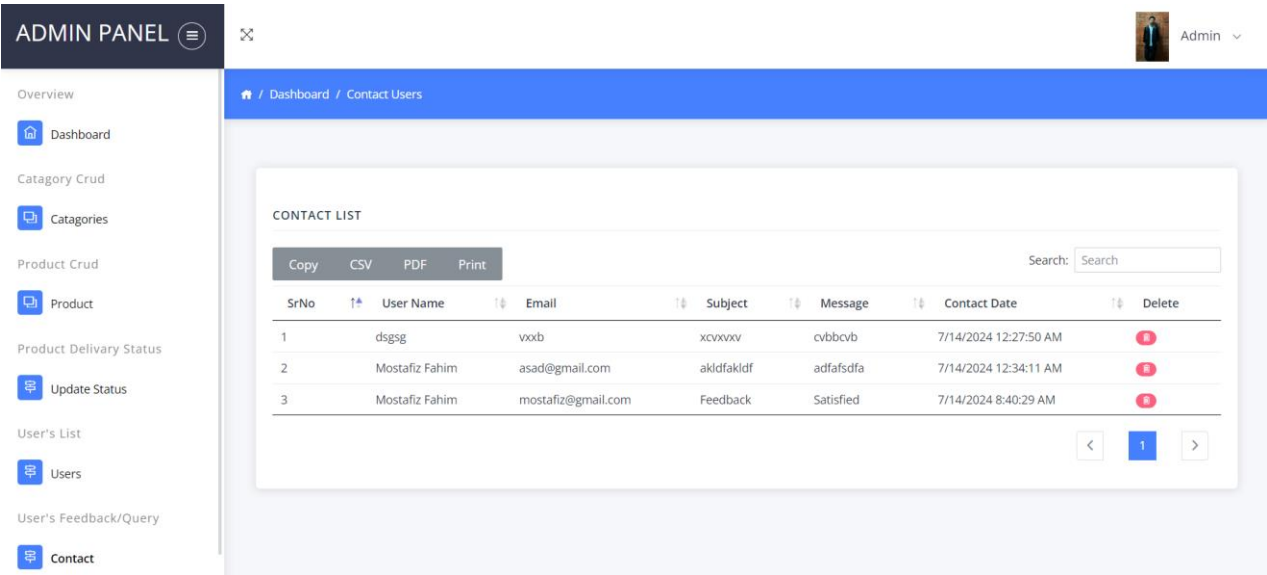 ADMIN PANEL
Admin
Overview
Dashboard
Catagory Crud
Catagories
Product Crud
Product
Product Delivary Status
Update Status
User's List
Users
User's Feedback/Query
Contact
/ Dashboard / Contact Users
CONTACT LIST
Copy CSV PDF Print
Search: Search
SrNo User Name Email Subject Message Contact Date Delete
1 dsgsg vxxb xcvxvxv cvbbcvb 7/14/2024 12:27:50 AM
2 Mostafiz Fahim asad@gmail.com akldfakldf adfafsdfa 7/14/2024 12:34:11 AM
3 Mostafiz Fahim mostafiz@gmail.com Feedback Satisfied 7/14/2024 8:40:29 AM
1